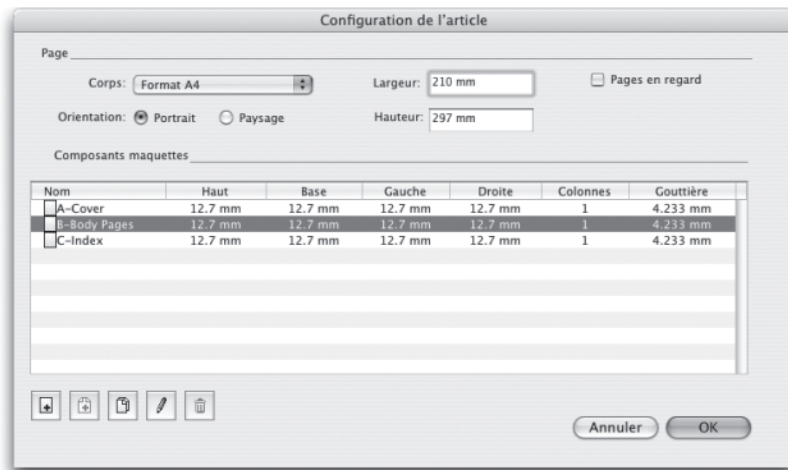 Configuration de l'article
Page
Corps: Format A4 Largeur: 210 mm Pages en regard
Orientation: Portrait Paysage Hauteur: 297 mm
Composants maquettes
Nom Haut Base Gauche Droite Colonnes Gouttière
A-Cover 12.7 mm 12.7 mm 12.7 mm 12.7 mm 1 4.233 mm
B-Body Pages 12.7 mm 12.7 mm 12.7 mm 12.7 mm 1 4.233 mm
C-Index 12.7 mm 12.7 mm 12.7 mm 12.7 mm 1 4.233 mm
Annuler OK